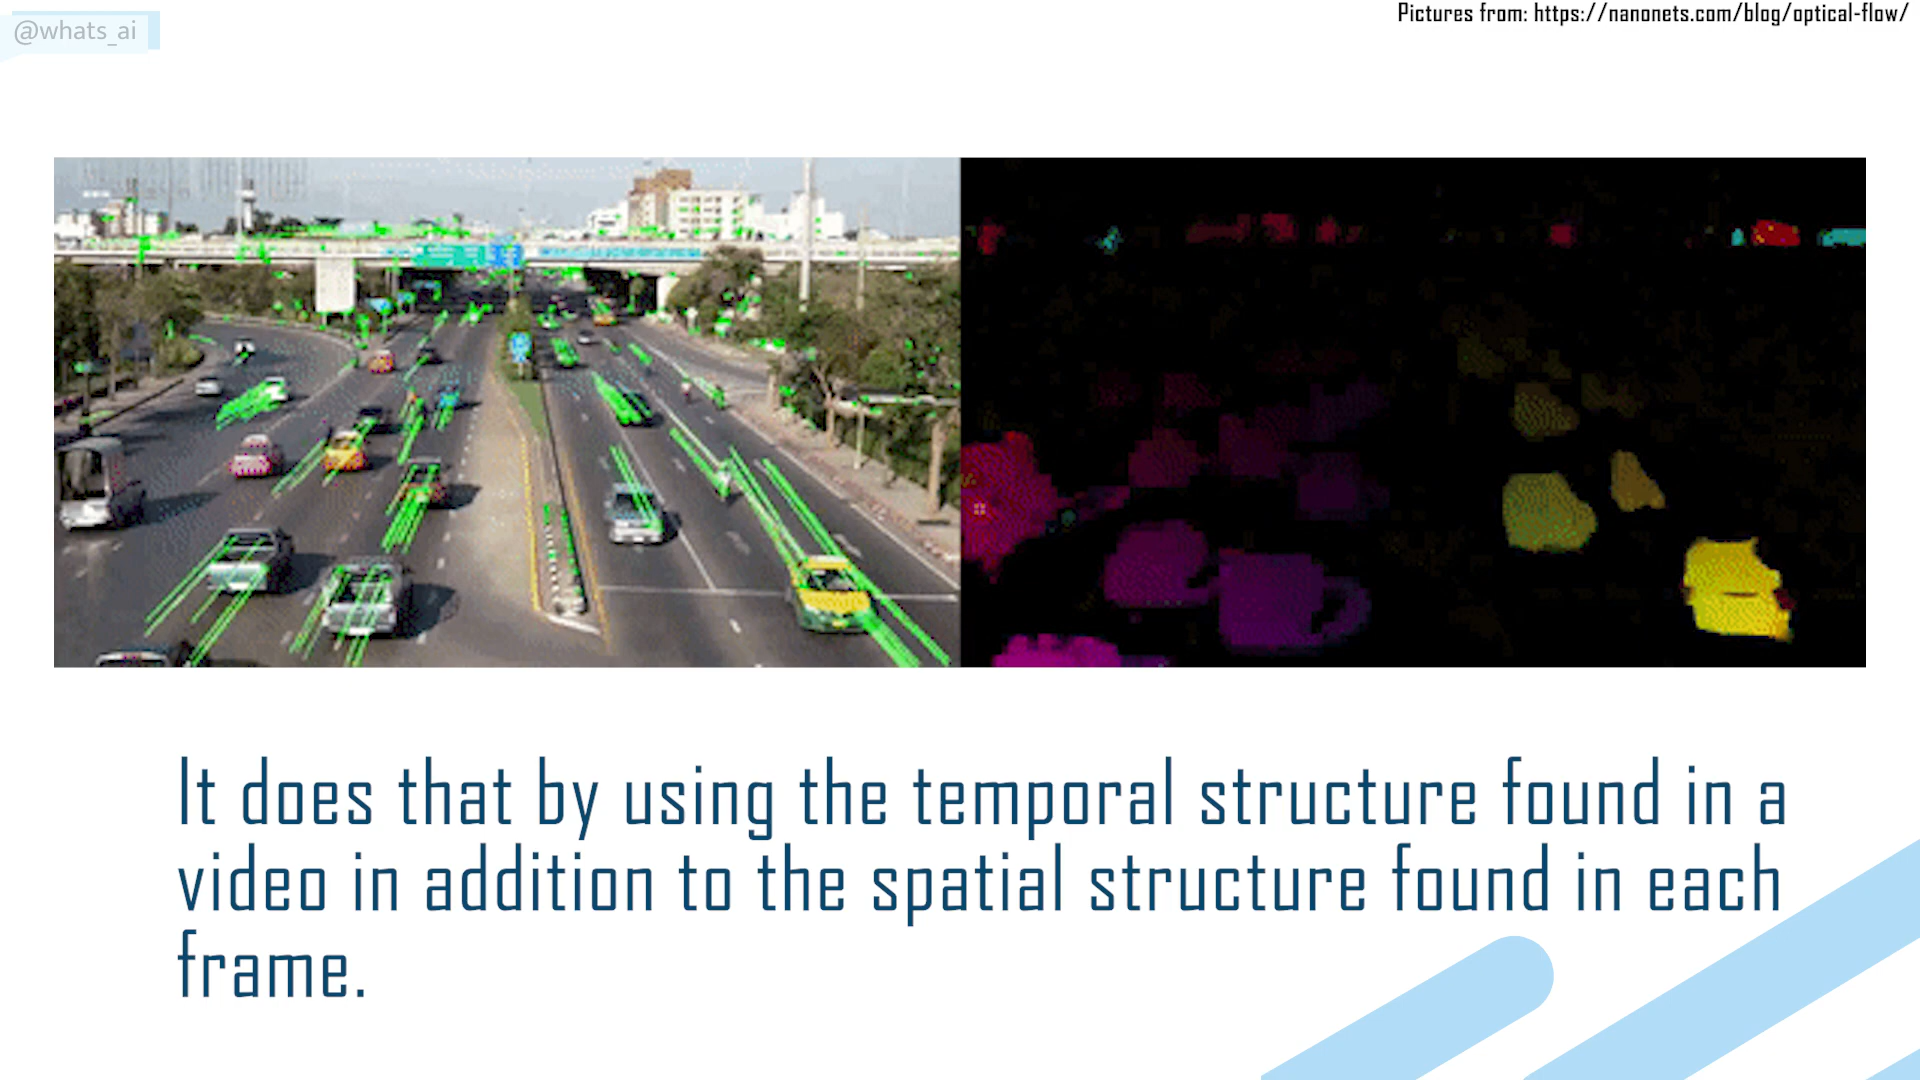 @whats_ai
Pictures from: https://nanonets.com/blog/optical-flow/
It does that by using the temporal structure found in a
video in addition to the spatial structure found in each
frame.